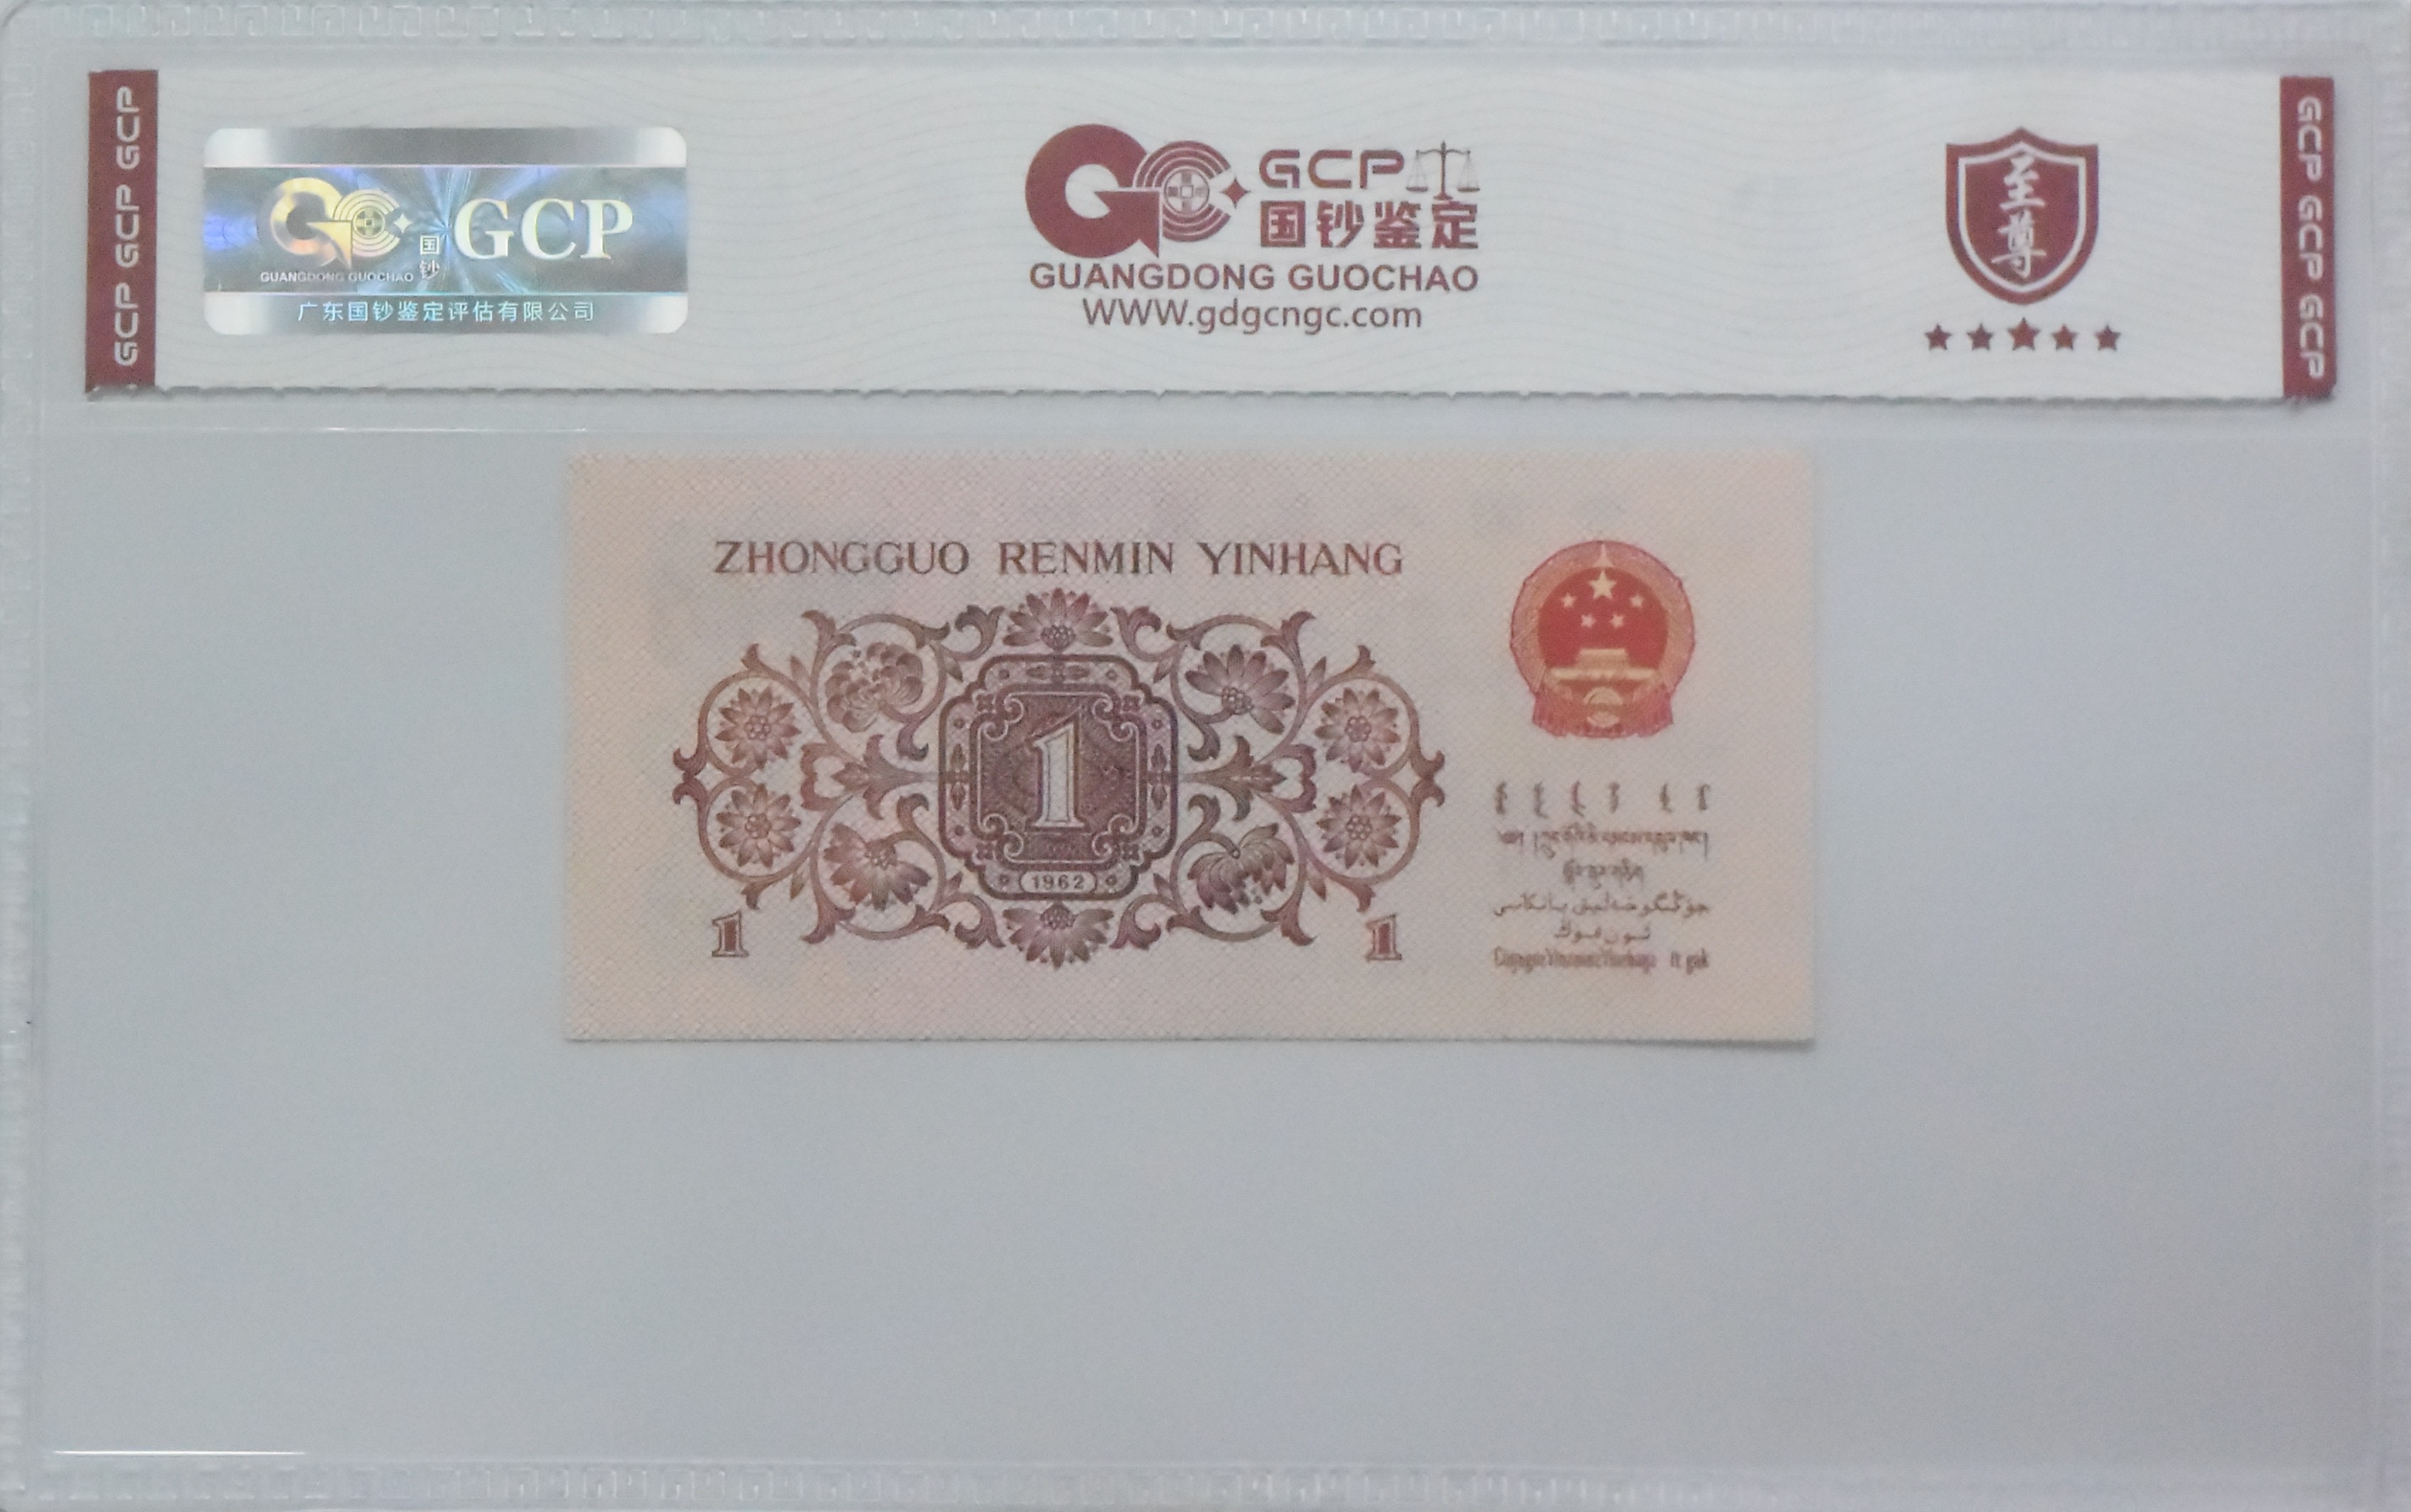 GCP GCP GCP
国钞
GCP
GUANGDONG GUOCHAO
广东国钞鉴定评估有限公司
GCP
国钞鉴定
GUANGDONG GUOCHAO
WWW.gdgcngc.com
至尊
GCP GCP GCP
ZHONGGUO RENMIN YINHANG
1
1962
1 1